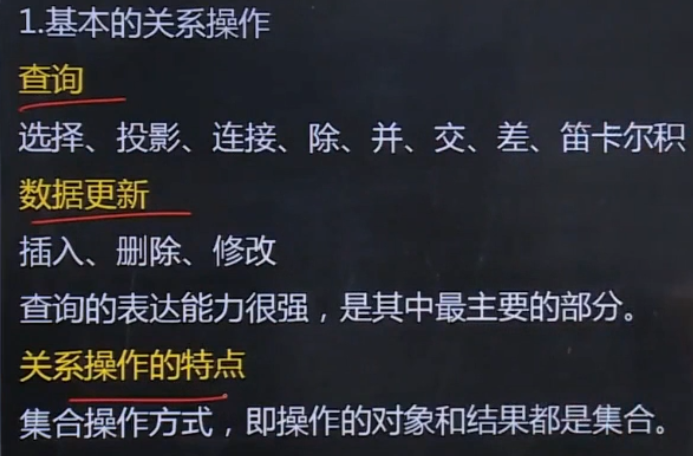 1.基本的关系操作
查询
选择、投影、连接、除、并、交、差、笛卡尔积
数据更新
插入、删除、修改
查询的表达能力很强，是其中最主要的部分。
关系操作的特点
集合操作方式，即操作的对象和结果都是集合。